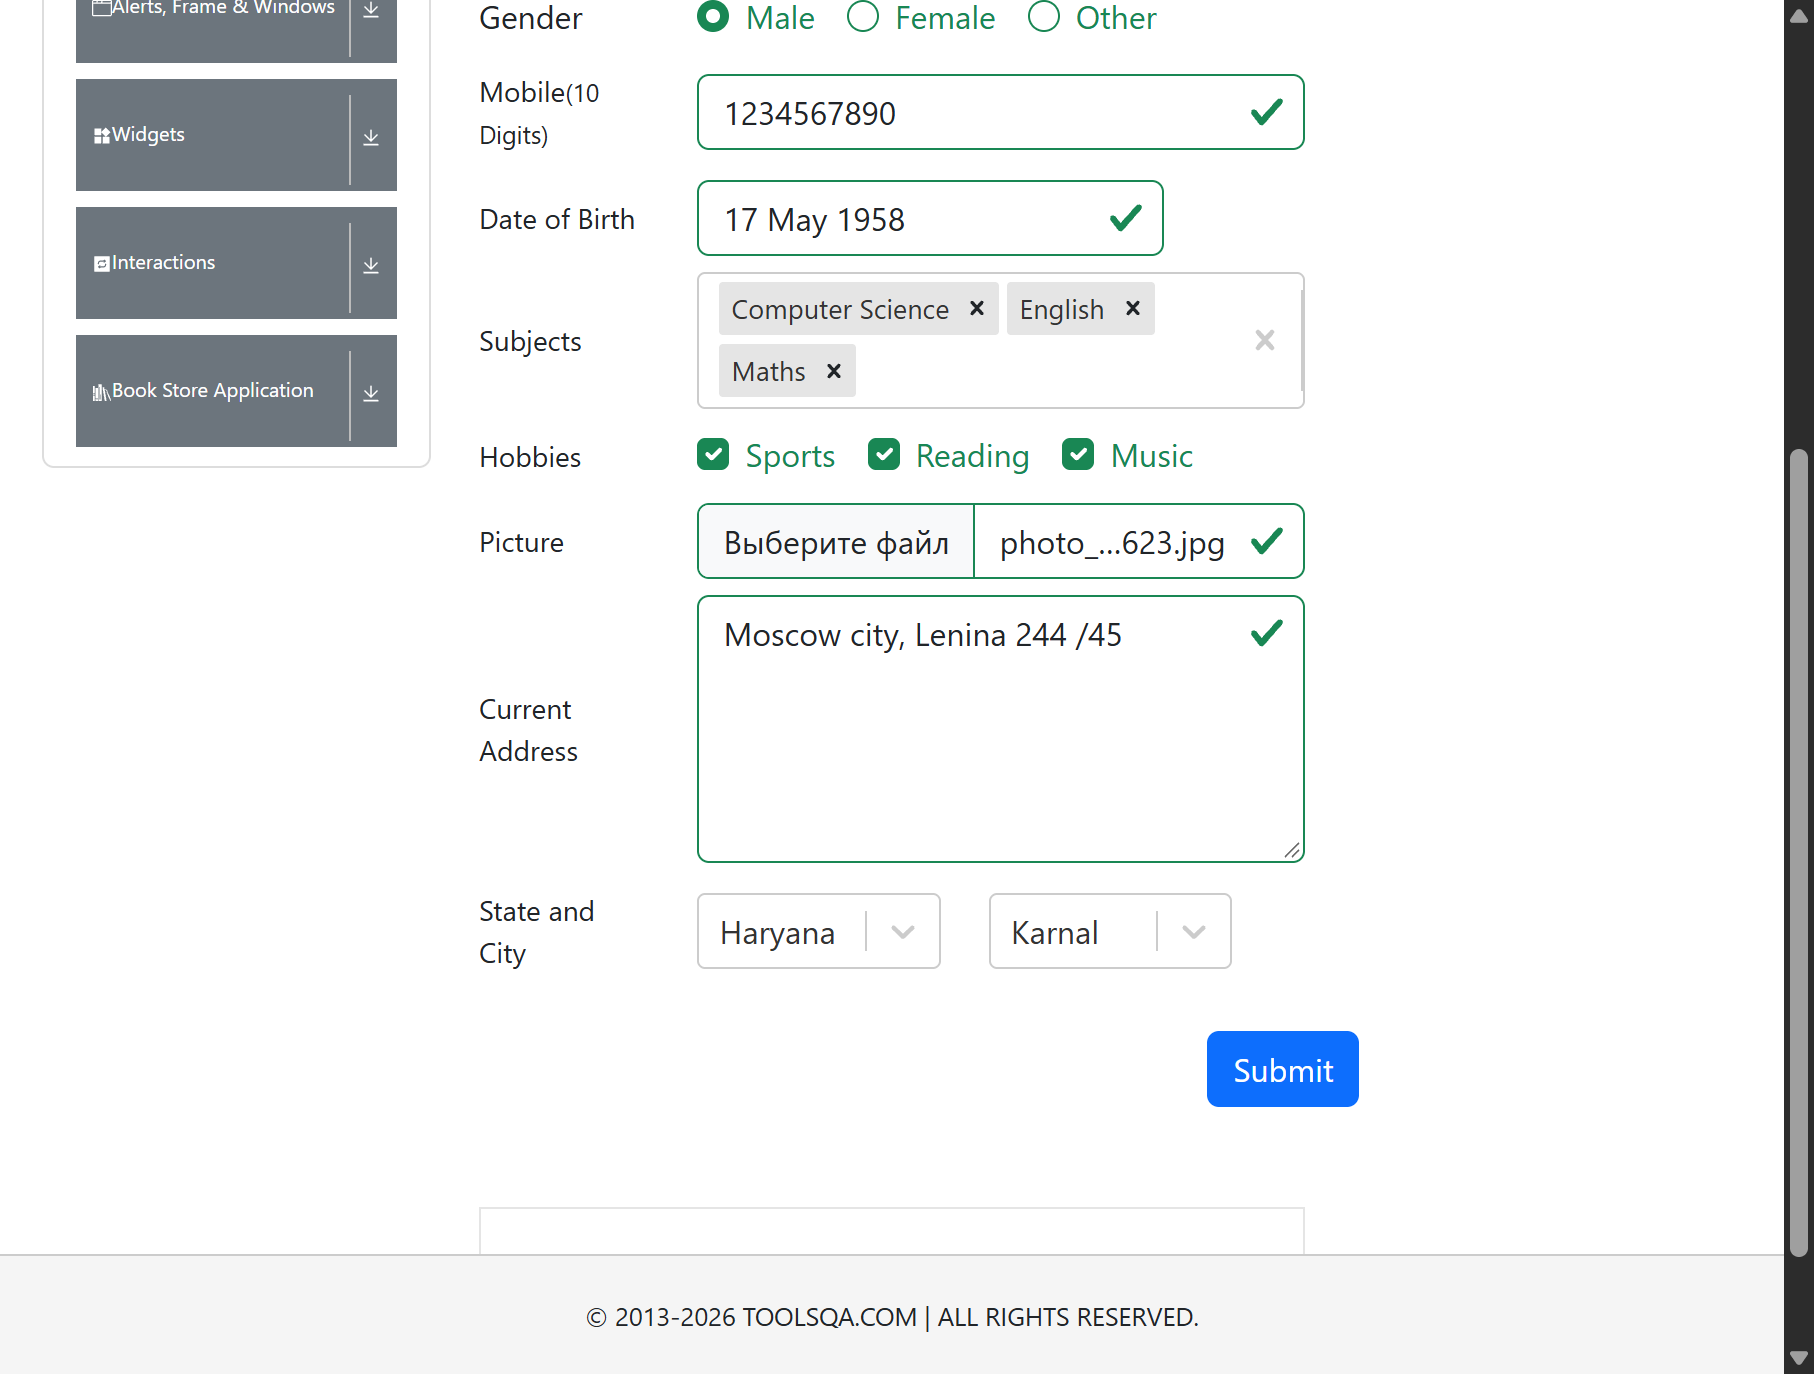 Alerts, Frame & Windows
Widgets
Interactions
Book Store Application
Gender
Male
Female
Other
Mobile(10
Digits)
1234567890
Date of Birth
17 May 1958
Subjects
Computer Science
English
Maths
Hobbies
Sports
Reading
Music
Picture
Выберите файл
photo_...623.jpg
Current
Address
Moscow city, Lenina 244 /45
State and
City
Haryana
Karnal
Submit
© 2013-2026 TOOLSQA.COM | ALL RIGHTS RESERVED.